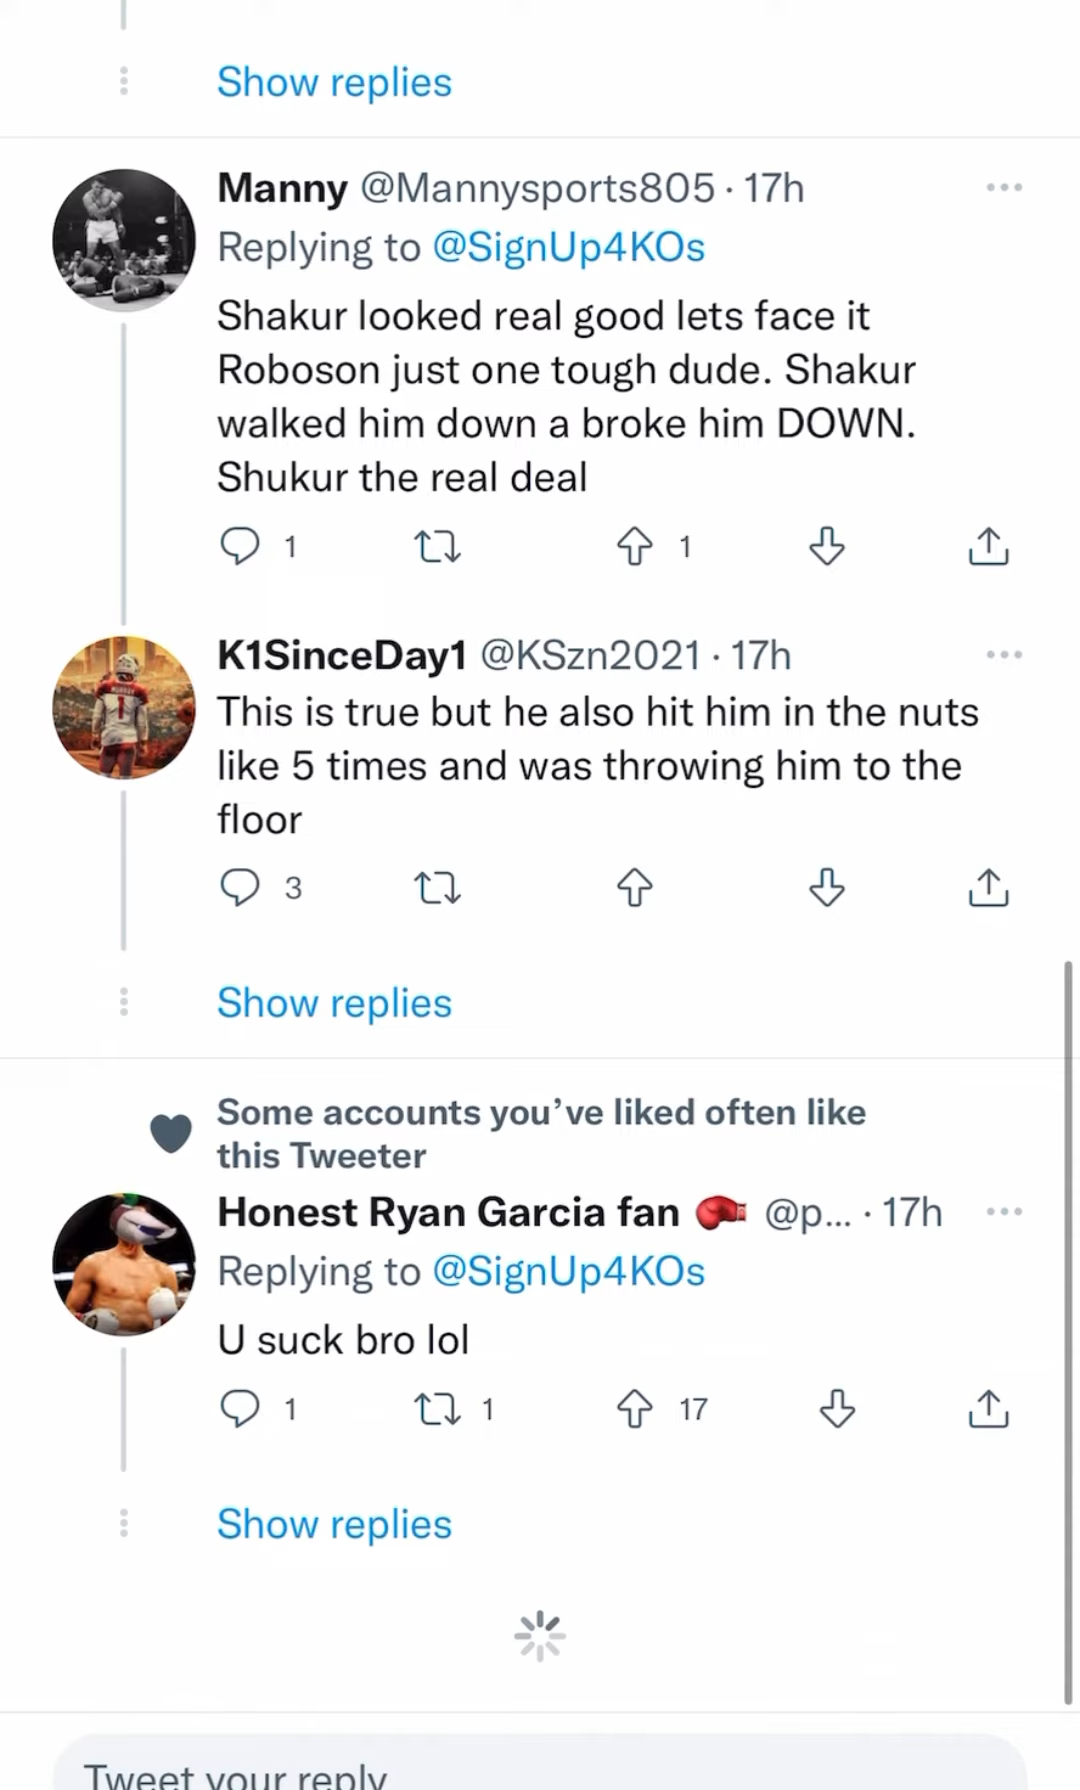 Show replies
Manny @Mannysports805 · 17h
Replying to @SignUp4KOs
Shakur looked real good lets face it
Roboson just one tough dude. Shakur
walked him down a broke him DOWN.
Shukur the real deal
1 1
K1SinceDay1 @KSzn2021 · 17h
This is true but he also hit him in the nuts
like 5 times and was throwing him to the
floor
3
Show replies
Some accounts you’ve liked often like
this Tweeter
Honest Ryan Garcia fan 🥊 @p... · 17h
Replying to @SignUp4KOs
U suck bro lol
1 1 17
Show replies
Tweet your reply